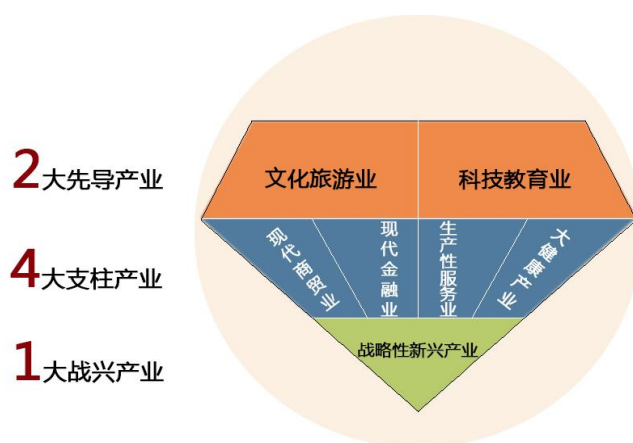 文化旅游业
科技教育业
2大先导产业
现代商贸业
现代金融业
生产性服务业
大健康产业
4大支柱产业
战略性新兴产业
1大战兴产业